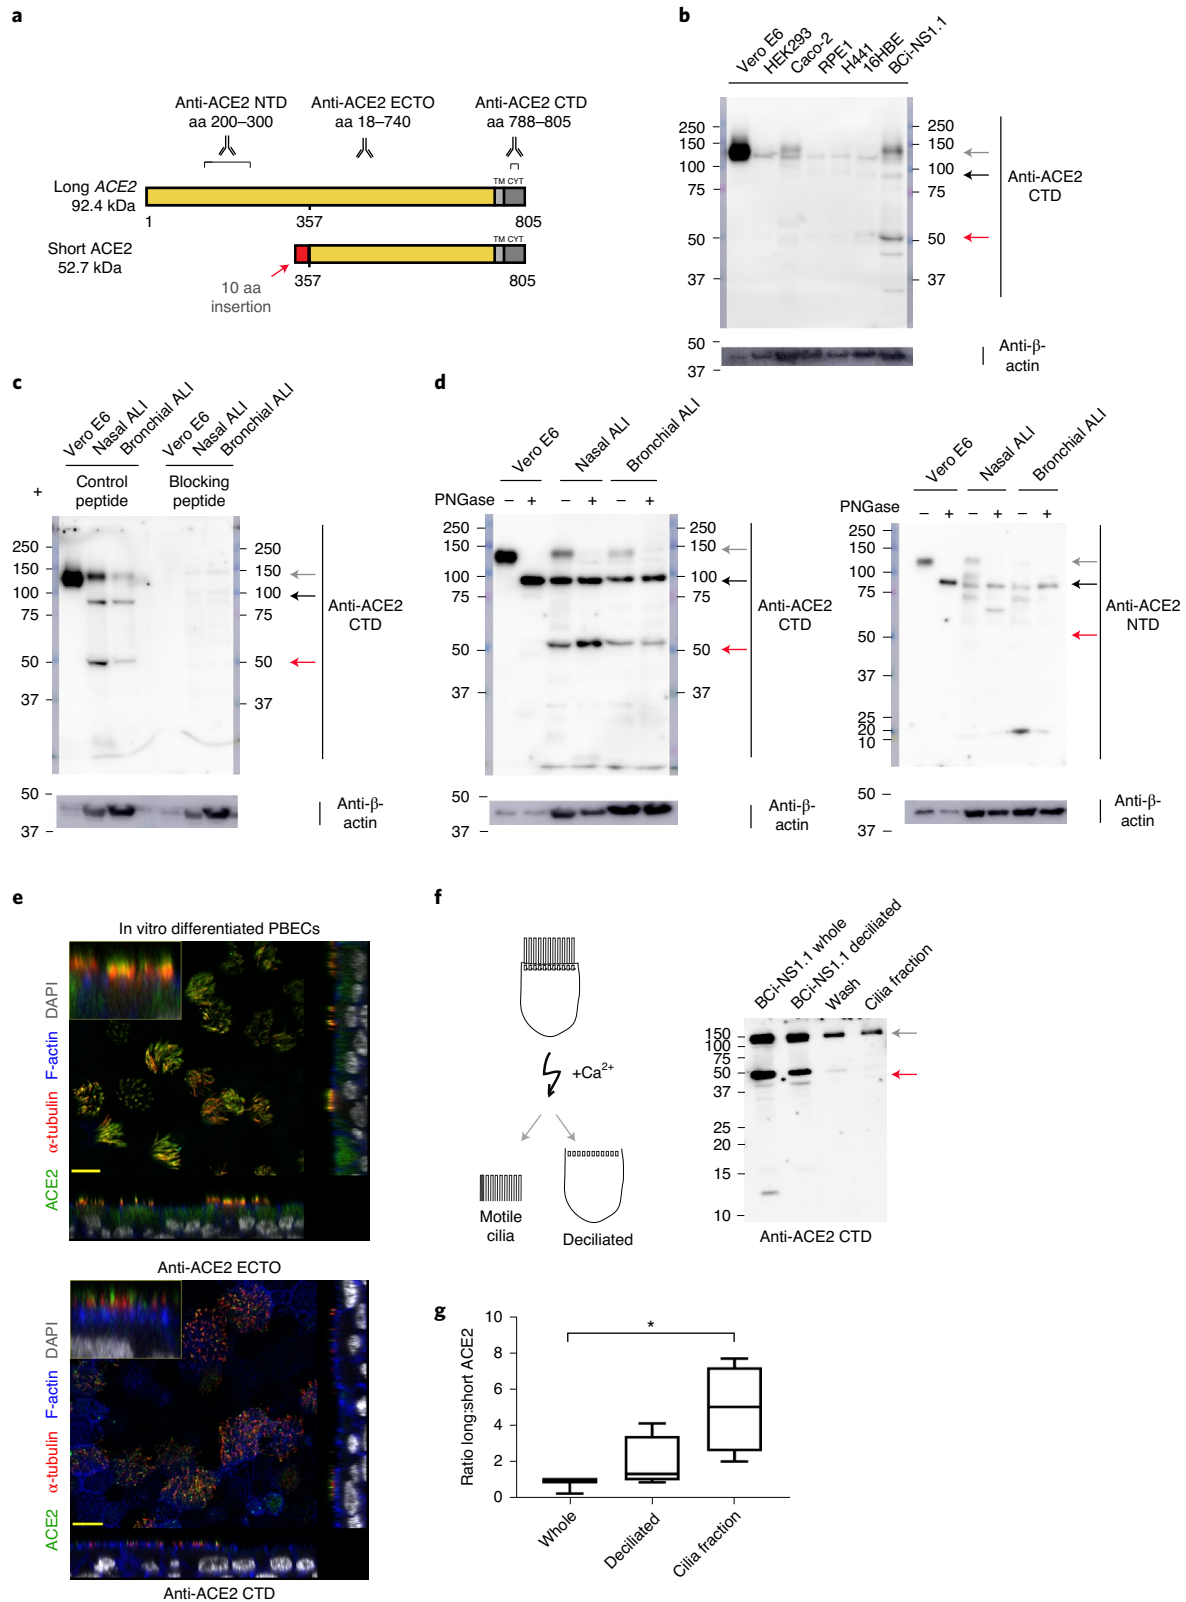 a
Anti-ACE2 NTD
aa 200–300
Anti-ACE2 ECTO
aa 18–740
Anti-ACE2 CTD
aa 788–805
Long ACE2
92.4 kDa
TM CYT
1
357
805
Short ACE2
52.7 kDa
TM CYT
357
805
10 aa
insertion
b
Vero E6
HEK293
Caco-2
RPE1
H441
16HBE
BCi-NS1.1
250
150
100
75
50
37
250
150
100
75
50
37
Anti-ACE2
CTD
50
37
Anti-β-
actin
c
Vero E6
Nasal ALI
Bronchial ALI
Vero E6
Nasal ALI
Bronchial ALI
+
Control
peptide
Blocking
peptide
250
150
100
75
50
37
250
150
100
75
50
37
Anti-ACE2
CTD
50
37
Anti-β-
actin
d
Vero E6
Nasal ALI
Bronchial ALI
PNGase
– + – + – +
250
150
100
75
50
37
250
150
100
75
50
37
Anti-ACE2
CTD
50
37
Anti-β-
actin
Vero E6
Nasal ALI
Bronchial ALI
PNGase
– + – + – +
250
150
100
75
50
37
25
20
10
Anti-ACE2
NTD
50
37
Anti-β-
actin
e
In vitro differentiated PBECs
ACE2 α-tubulin F-actin DAPI
Anti-ACE2 ECTO
ACE2 α-tubulin F-actin DAPI
Anti-ACE2 CTD
f
+Ca2+
Motile
cilia
Deciliated
BCi-NS1.1 whole
BCi-NS1.1 deciliated
Wash
Cilia fraction
150
100
75
50
37
25
20
15
10
Anti-ACE2 CTD
g
Ratio long:short ACE2
10
8
6
4
2
0
*
Whole
Deciliated
Cilia fraction